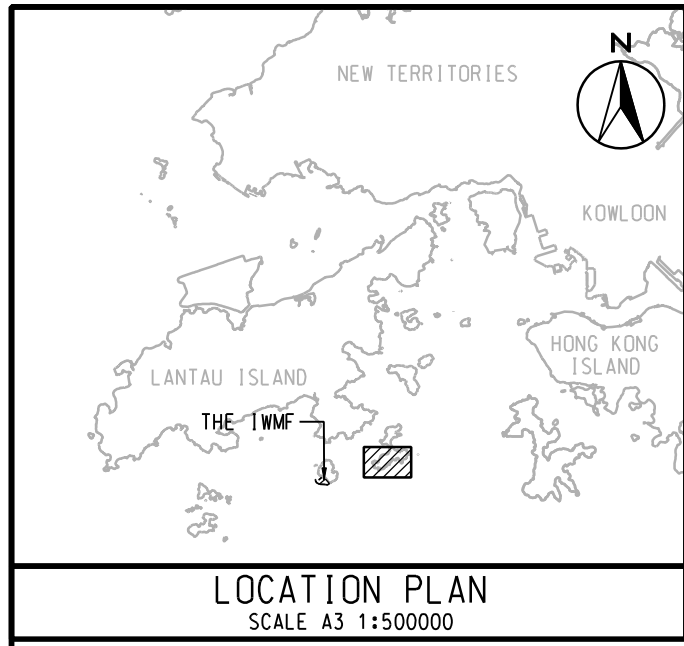 N
NEW TERRITORIES
KOWLOON
HONG KONG
ISLAND
LANTAU ISLAND
THE IWMF
LOCATION PLAN
SCALE A3 1:500000